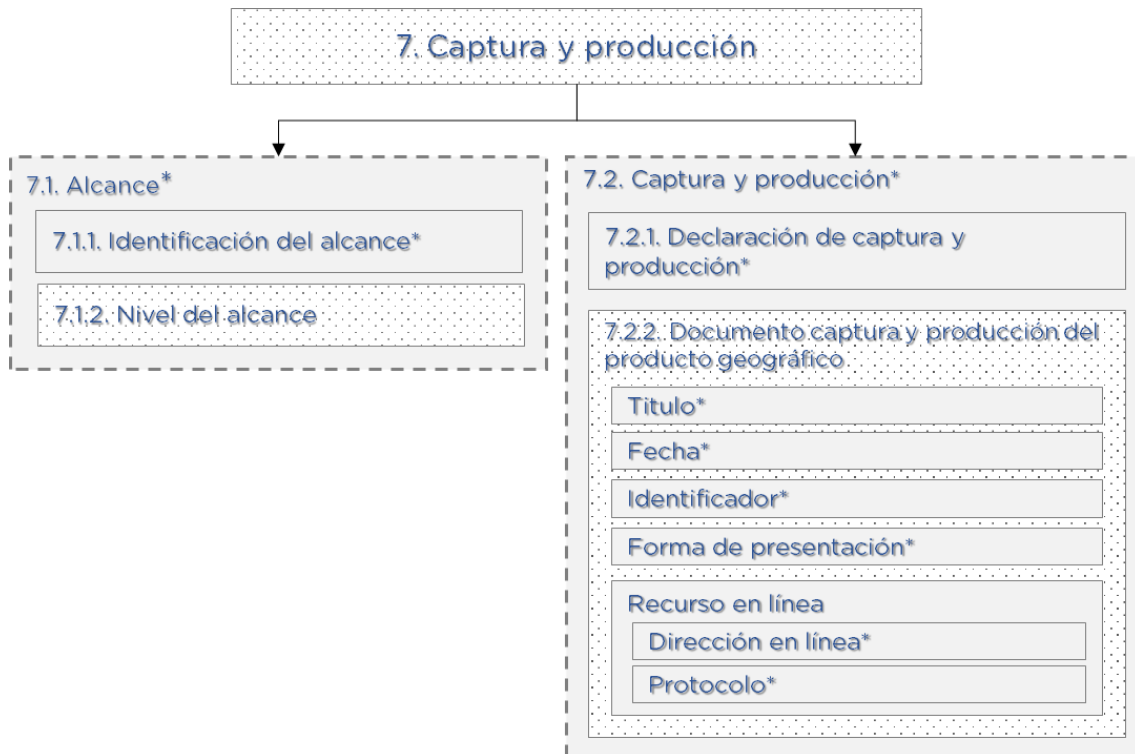 7. Captura y producción
7.1. Alcance*
7.1.1. Identificación del alcance*
7.1.2. Nivel del alcance
7.2. Captura y producción*
7.2.1. Declaración de captura y
producción*
7.2.2. Documento captura y producción del
producto geográfico
Titulo*
Fecha*
Identificador*
Forma de presentación*
Recurso en línea
Dirección en línea*
Protocolo*